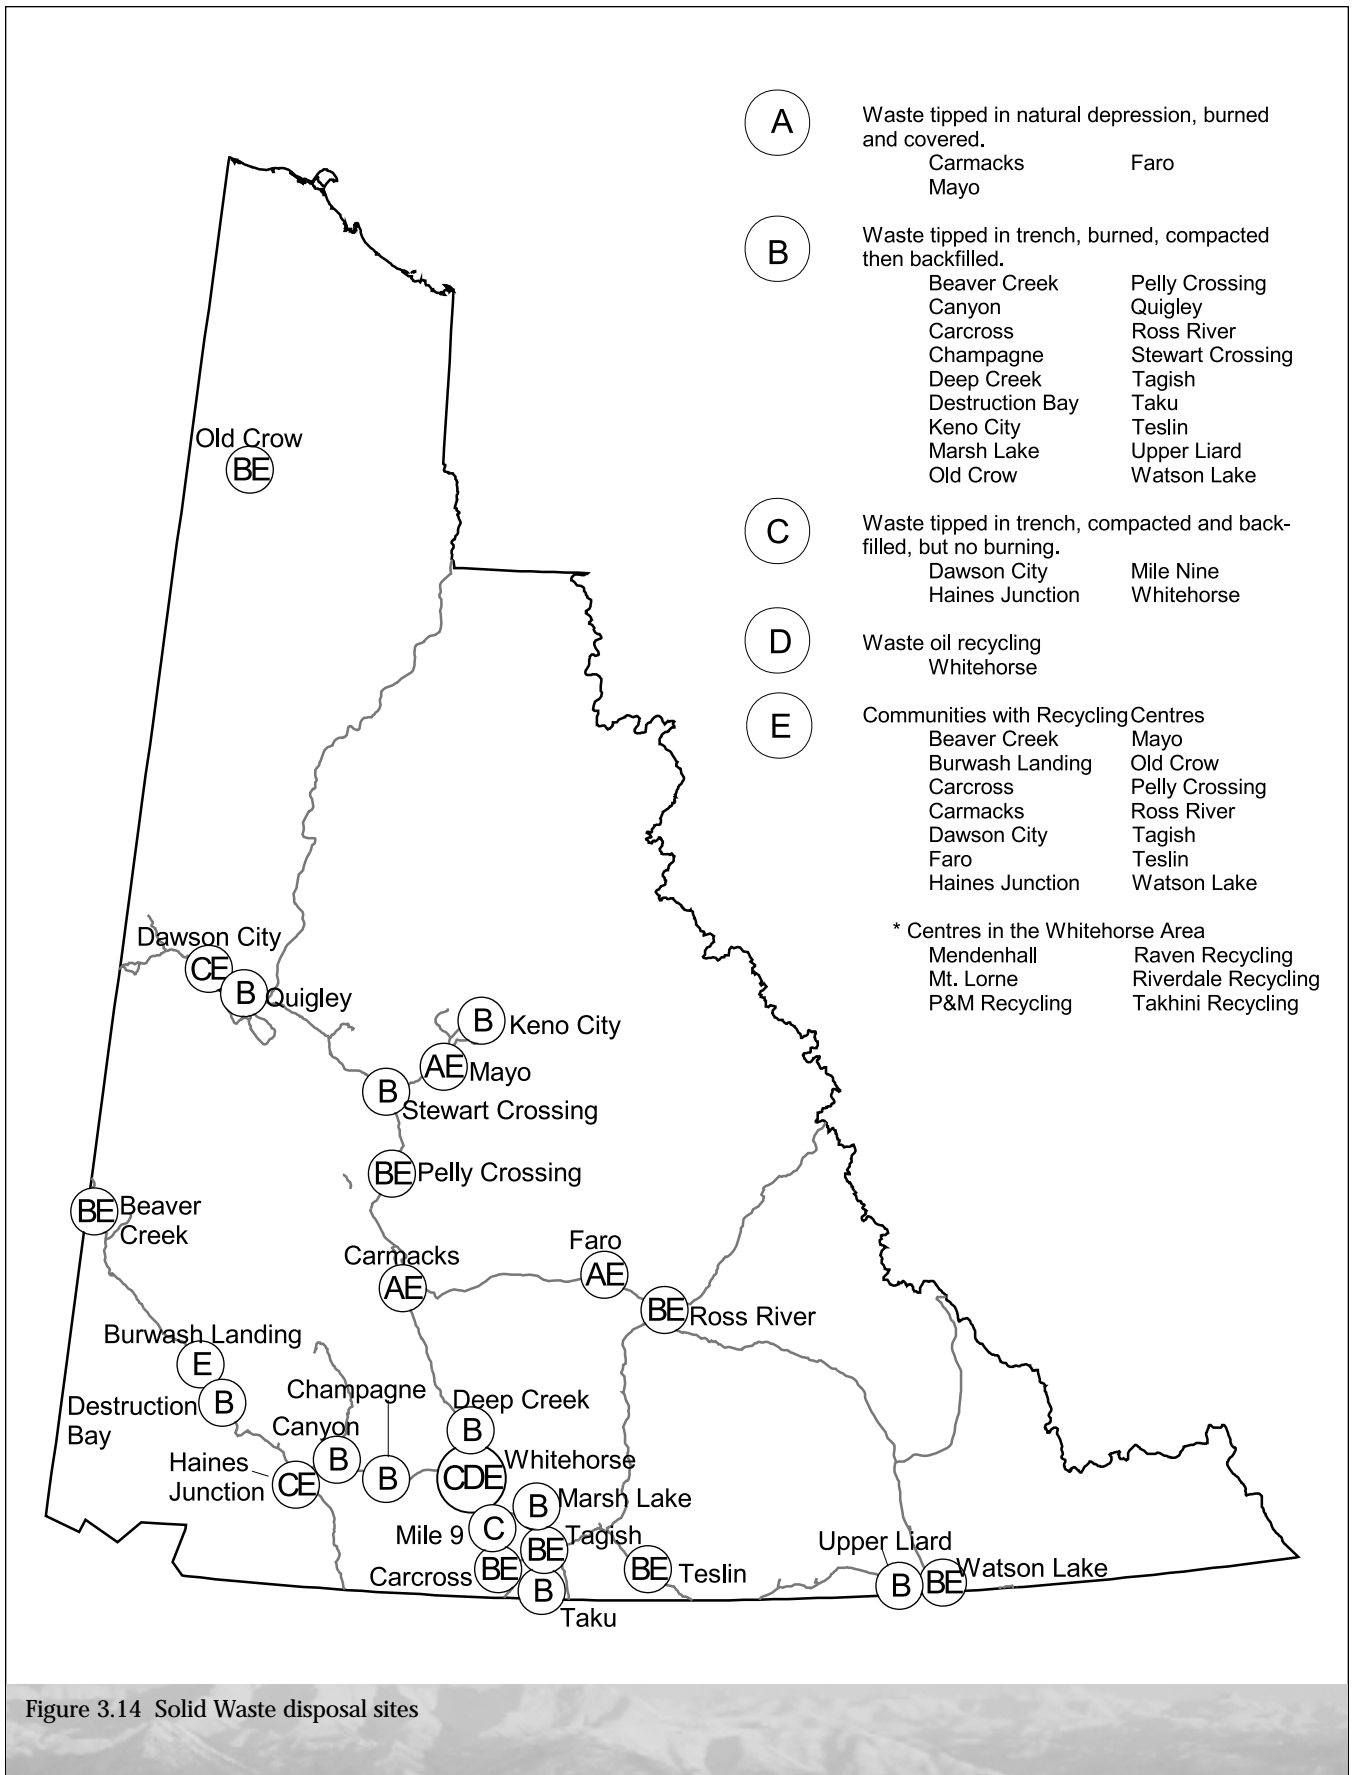 A
Waste tipped in natural depression, burned
and covered.
Carmacks Faro
Mayo
B
Waste tipped in trench, burned, compacted
then backfilled.
Beaver Creek Pelly Crossing
Canyon Quigley
Carcross Ross River
Champagne Stewart Crossing
Deep Creek Tagish
Destruction Bay Taku
Keno City Teslin
Marsh Lake Upper Liard
Old Crow Watson Lake
C
Waste tipped in trench, compacted and back-
filled, but no burning.
Dawson City Mile Nine
Haines Junction Whitehorse
D
Waste oil recycling
Whitehorse
E
Communities with Recycling Centres
Beaver Creek Mayo
Burwash Landing Old Crow
Carcross Pelly Crossing
Carmacks Ross River
Dawson City Tagish
Faro Teslin
Haines Junction Watson Lake
* Centres in the Whitehorse Area
Mendenhall Raven Recycling
Mt. Lorne Riverdale Recycling
P&M Recycling Takhini Recycling
Old Crow
BE
Dawson City
CE
B Quigley
B Keno City
AE Mayo
B
Stewart Crossing
BE Pelly Crossing
BE Beaver
Creek
Carmacks
AE
Faro
AE
BE Ross River
Burwash Landing
E
Destruction
Bay
B
Champagne
B
Canyon
B
Haines
Junction
CE
Deep Creek
B
Whitehorse
CDE
B Marsh Lake
Mile 9 C
BE Tagish
Carcross BE
B
Taku
BE Teslin
Upper Liard
B
BE Watson Lake
Figure 3.14 Solid Waste disposal sites